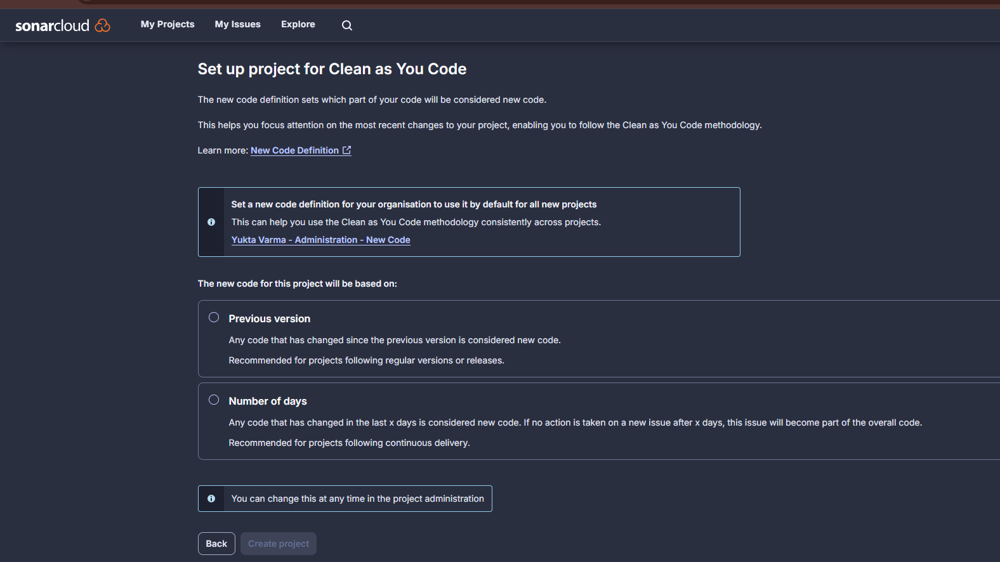 sonarcloud
My Projects
My Issues
Explore
Set up project for Clean as You Code
The new code definition sets which part of your code will be considered new code.
This helps you focus attention on the most recent changes to your project, enabling you to follow the Clean as You Code methodology.
Learn more: New Code Definition
Set a new code definition for your organisation to use it by default for all new projects
This can help you use the Clean as You Code methodology consistently across projects.
Yukta Varma - Administration - New Code
The new code for this project will be based on:
Previous version
Any code that has changed since the previous version is considered new code.
Recommended for projects following regular versions or releases.
Number of days
Any code that has changed in the last x days is considered new code. If no action is taken on a new issue after x days, this issue will become part of the overall code.
Recommended for projects following continuous delivery.
You can change this at any time in the project administration
Back
Create project